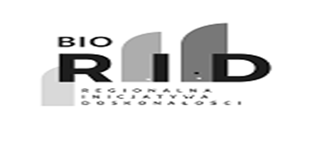 BIO
RID
REGIONALNA
INICJATYWA
DOSKONAŁOŚCI